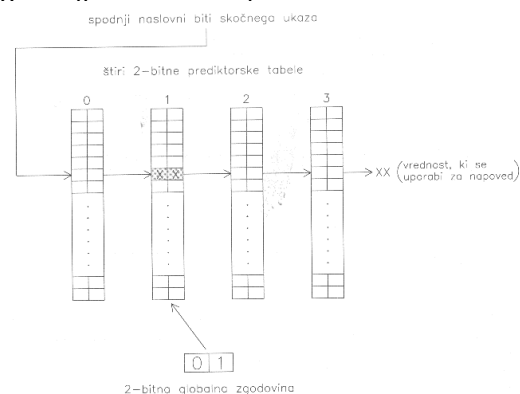 spodnji naslovni biti skočnega ukaza
štiri 2-bitne prediktorske tabele
0 1 2 3
X X
XX (vrednost, ki se
uporabi za napoved)
0 1
2-bitna globalna zgodovina